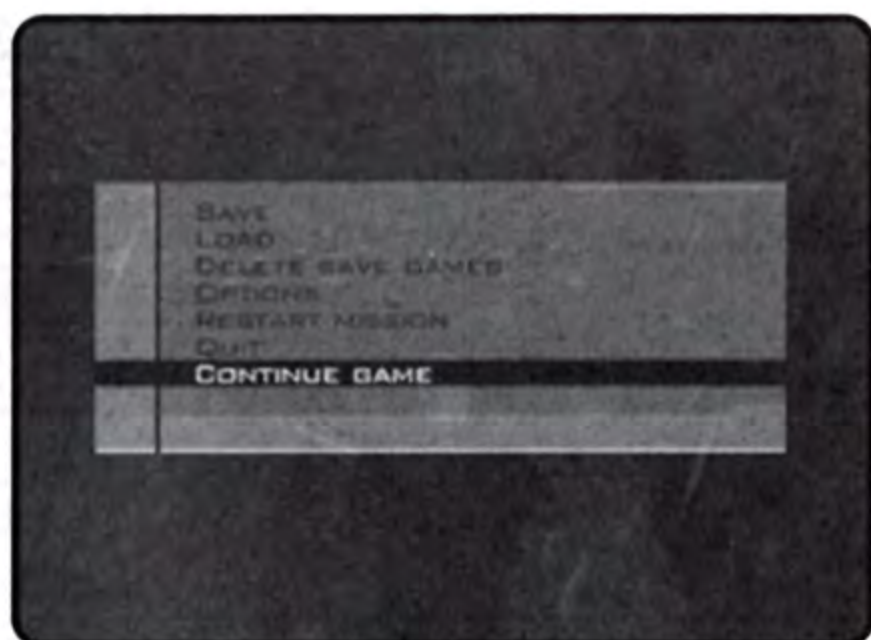 SAVE
LOAD
DELETE SAVE GAMES
OPTIONS
RESTART MISSION
QUIT
CONTINUE GAME